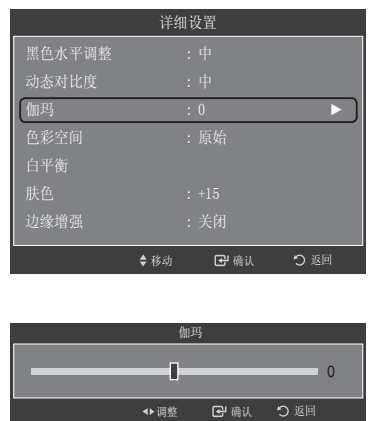 详细设置
黑色水平调整 : 中
动态对比度 : 中
伽玛 : 0
色彩空间 : 原始
白平衡
肤色 : +15
边缘增强 : 关闭
移动 确认 返回
伽玛
0
调整 确认 返回